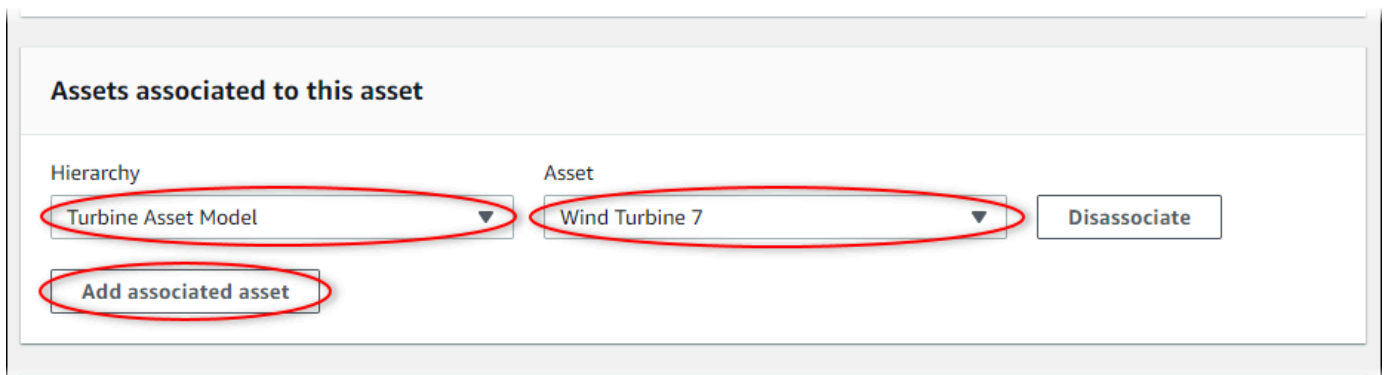 Assets associated to this asset
Hierarchy
Asset
Turbine Asset Model
Wind Turbine 7
Disassociate
Add associated asset